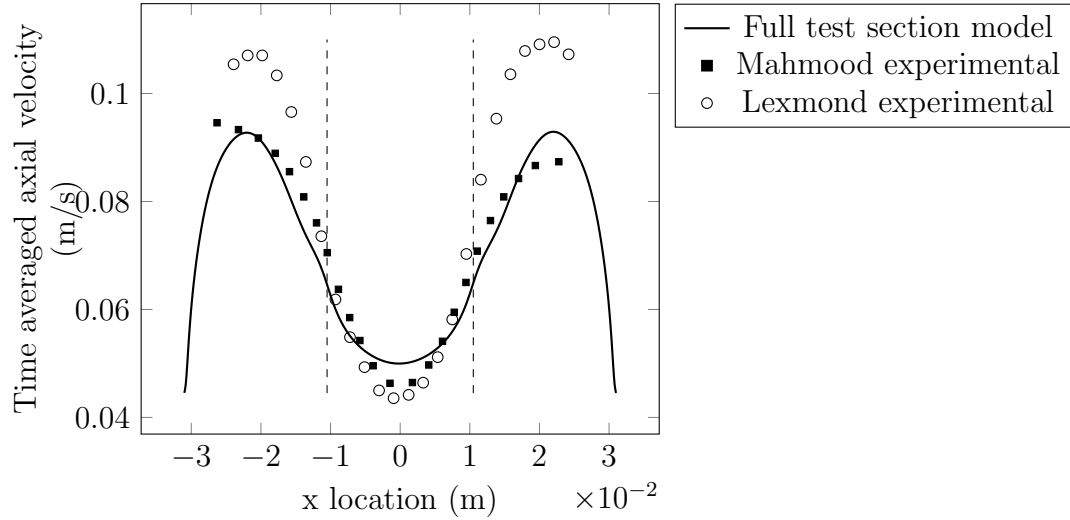 Time averaged axial velocity
(m/s)
0.1
0.08
0.06
0.04
−3 −2 −1 0 1 2 3
x location (m)
×10⁻²
Full test section model
Mahmood experimental
Lexmond experimental